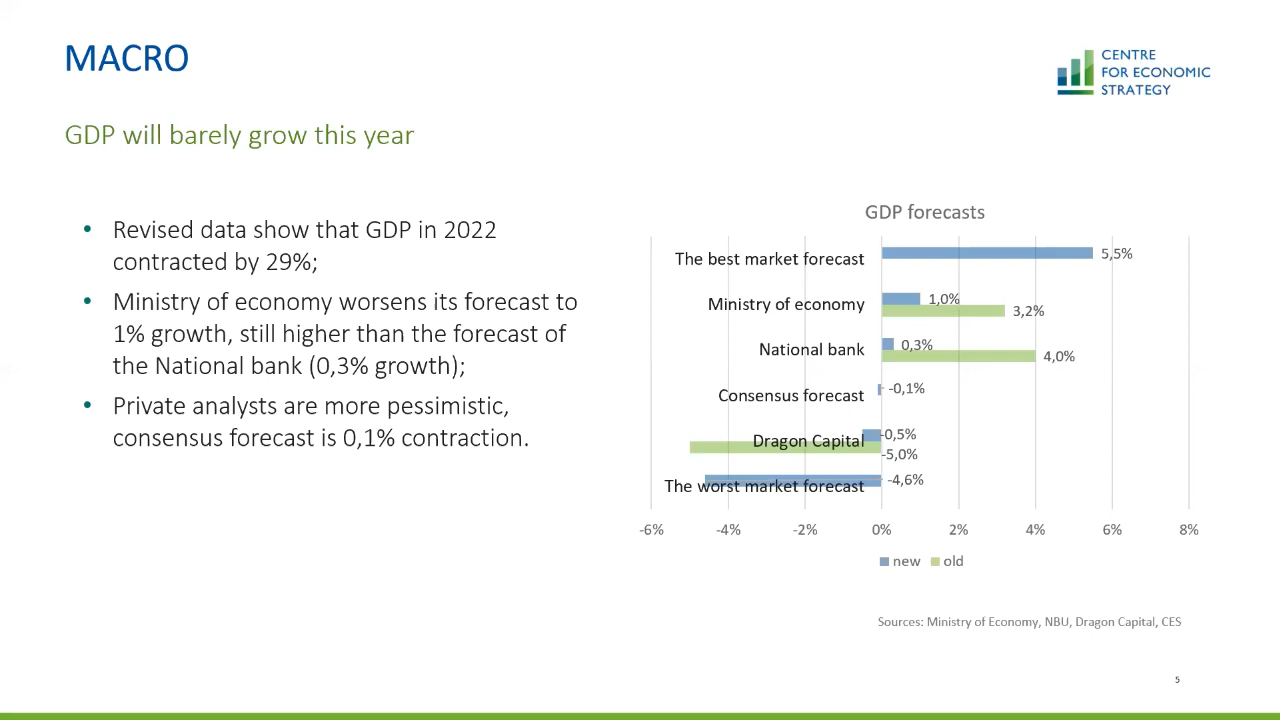 MACRO
CENTRE
FOR ECONOMIC
STRATEGY
GDP will barely grow this year
• Revised data show that GDP in 2022
contracted by 29%;
• Ministry of economy worsens its forecast to
1% growth, still higher than the forecast of
the National bank (0,3% growth);
• Private analysts are more pessimistic,
consensus forecast is 0,1% contraction.
GDP forecasts
The best market forecast 5,5%
Ministry of economy 1,0%
3,2%
National bank 0,3%
4,0%
Consensus forecast -0,1%
Dragon Capital -0,5%
-5,0%
The worst market forecast -4,6%
-6% -4% -2% 0% 2% 4% 6% 8%
new old
Sources: Ministry of Economy, NBU, Dragon Capital, CES
5